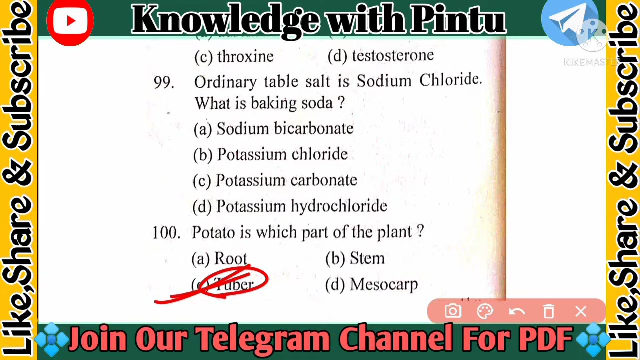 Knowledge with Pintu
(c) throxine (d) testosterone
99. Ordinary table salt is Sodium Chloride.
What is baking soda ?
(a) Sodium bicarbonate
(b) Potassium chloride
(c) Potassium carbonate
(d) Potassium hydrochloride
100. Potato is which part of the plant ?
(a) Root (b) Stem
(c) Tuber (d) Mesocarp
Like,Share & Subscribe
Like,Share & Subscribe
KINEMASTER
Join Our Telegram Channel For PDF